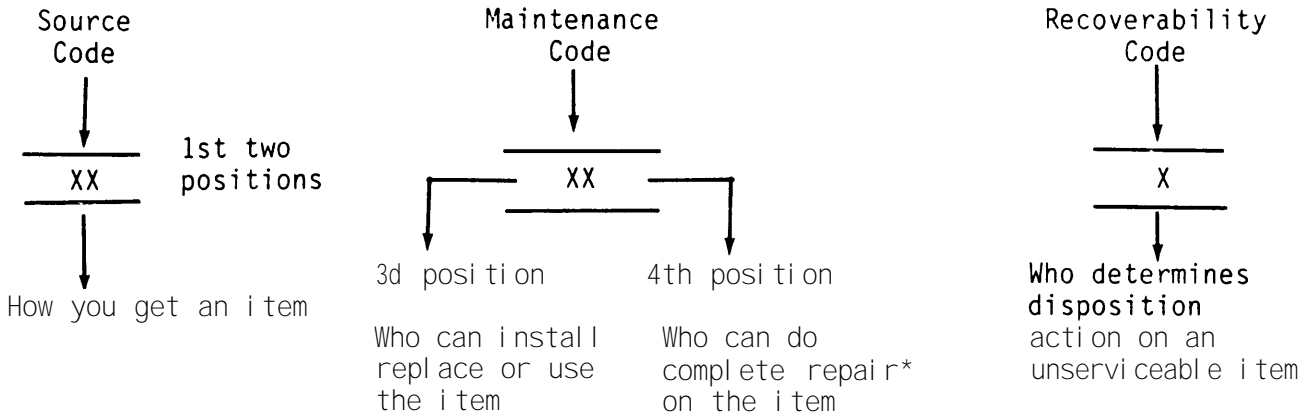 Source
Code
XX
1st two
positions
How you get an item
Maintenance
Code
XX
3d position
Who can install
replace or use
the item
4th position
Who can do
complete repair*
on the item
Recoverability
Code
X
Who determines
disposition
action on an
unserviceable item